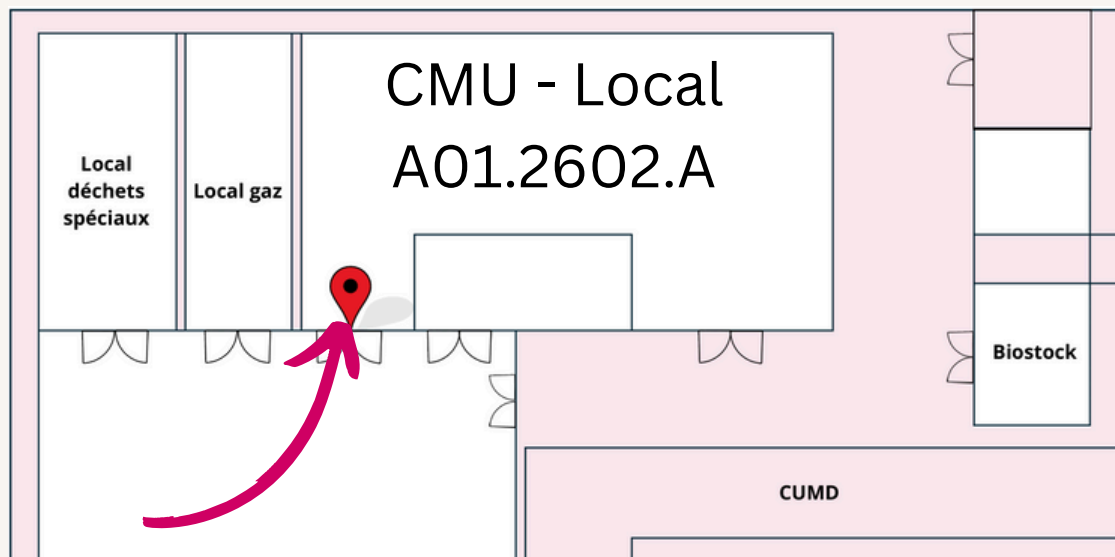 CMU - Local
A01.2602.A
Local
déchets
spéciaux
Local gaz
Biostock
CUMD